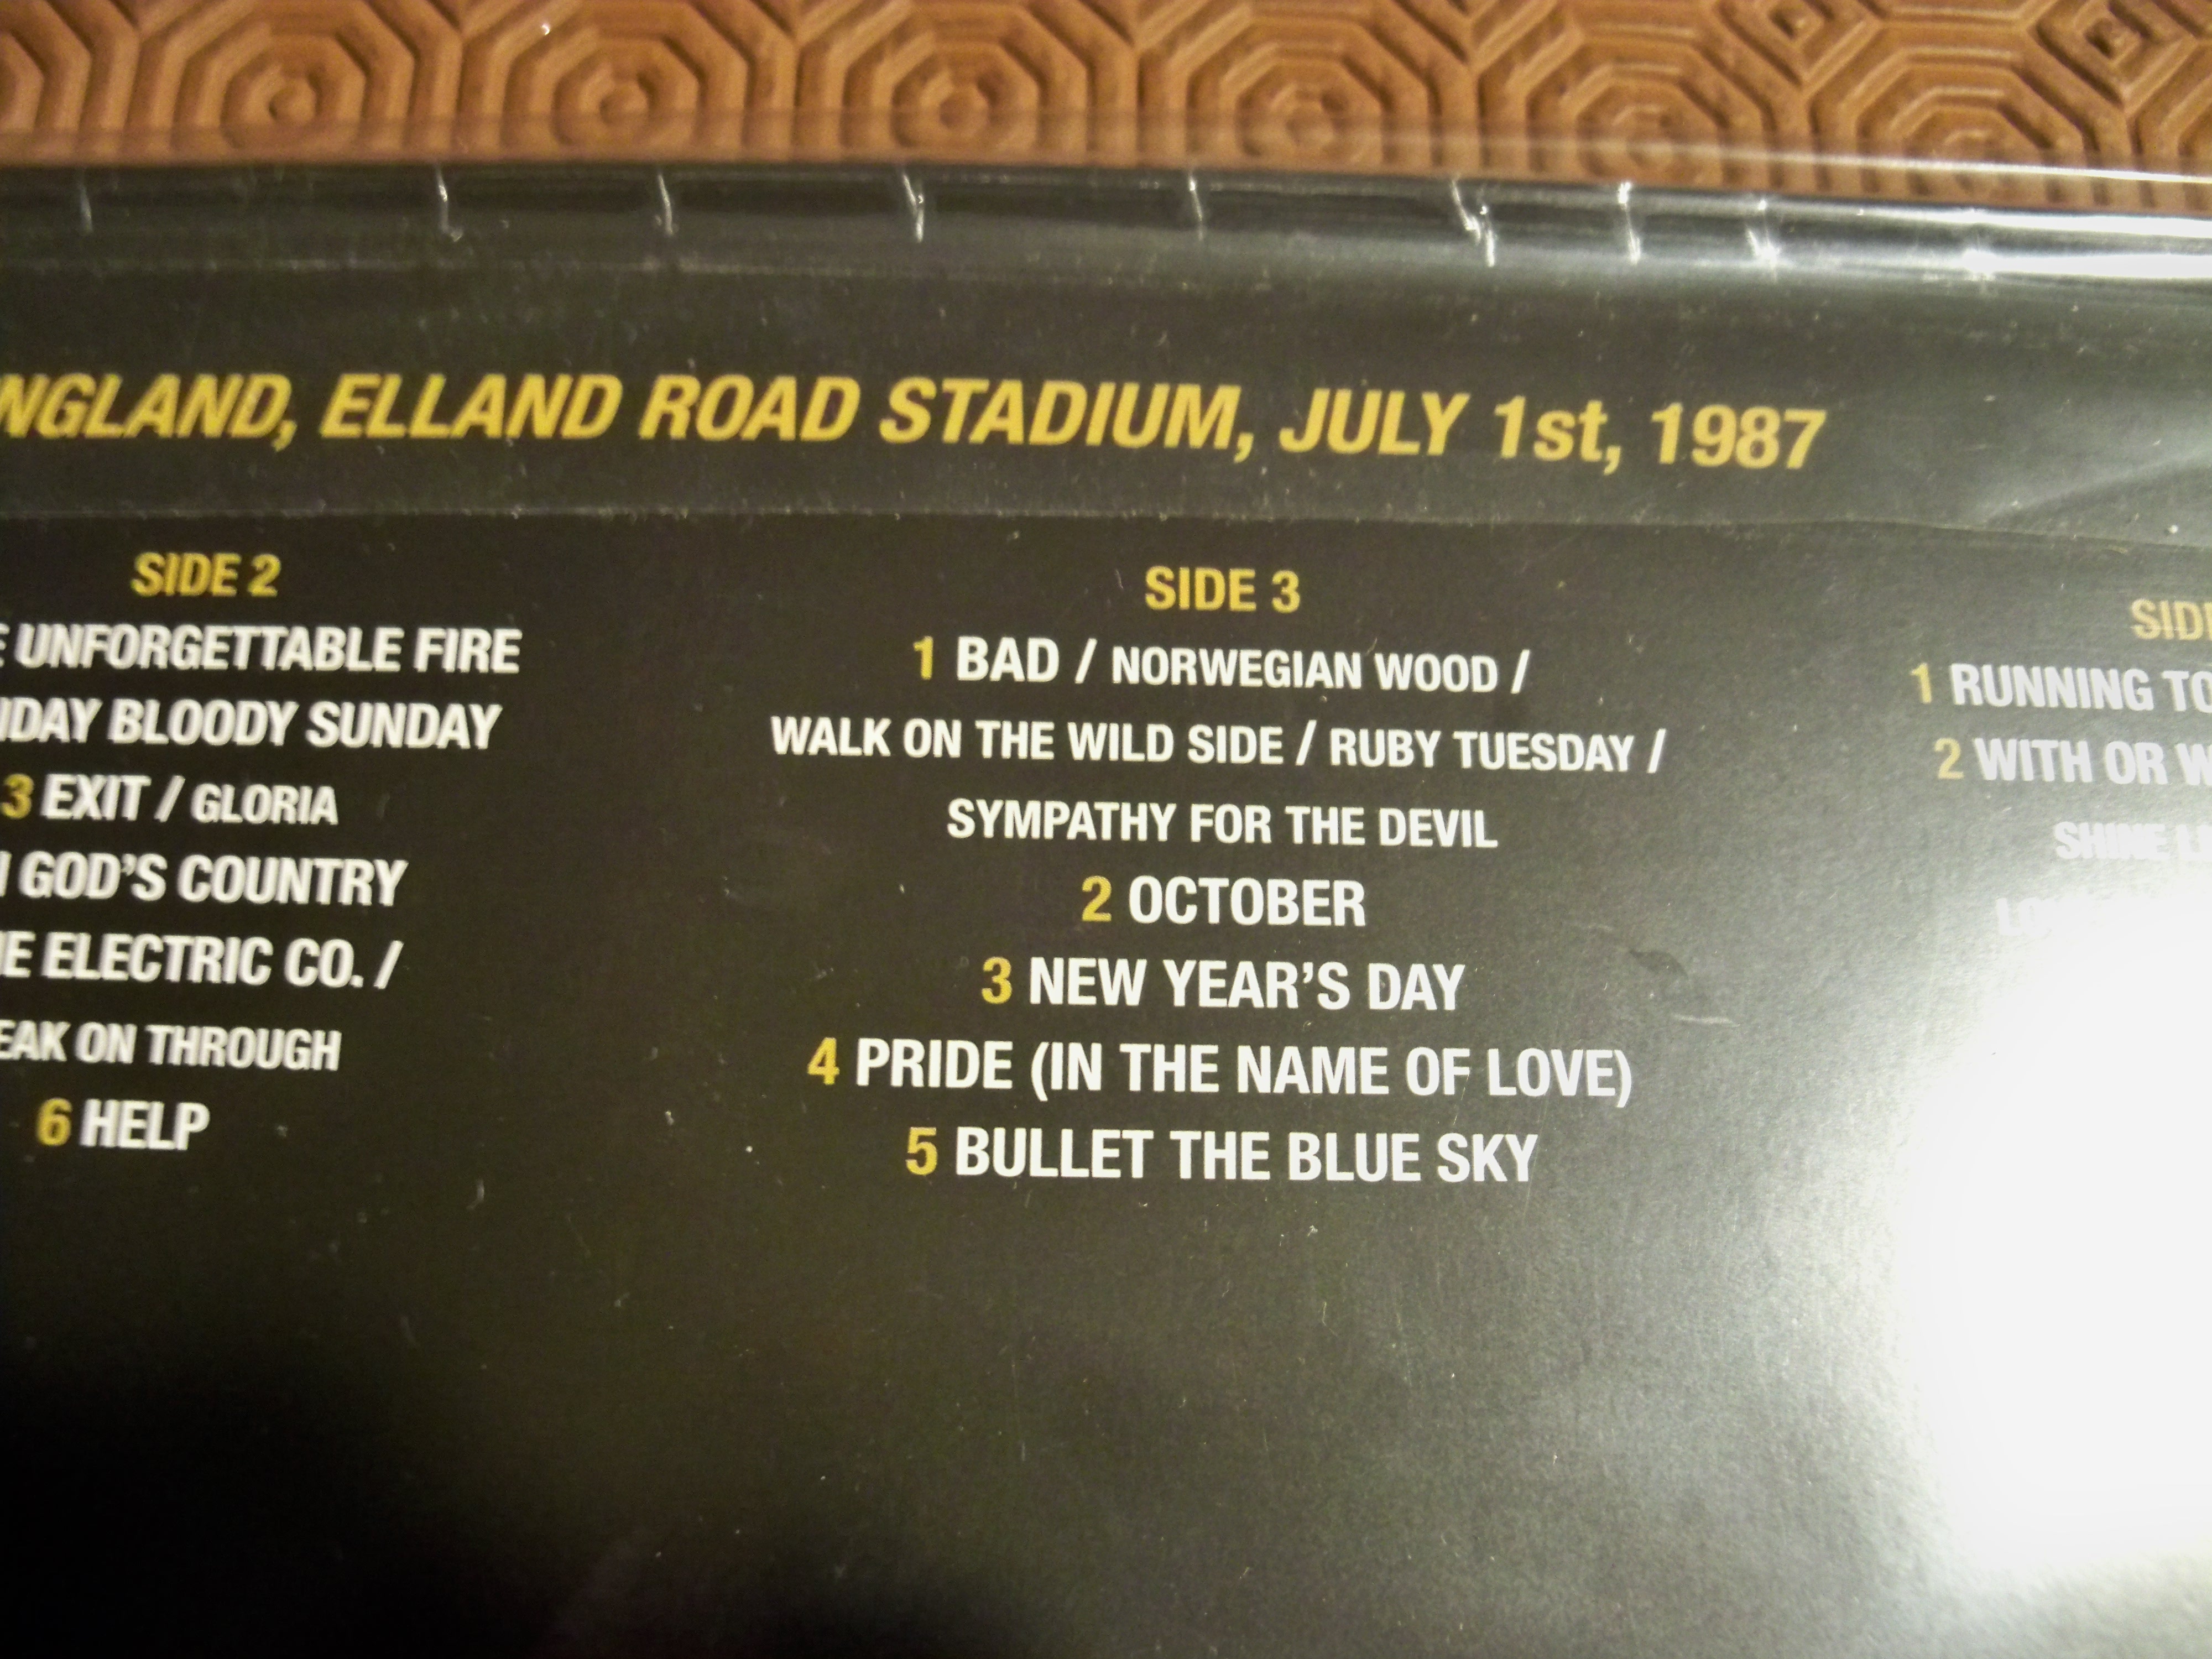 ENGLAND, ELLAND ROAD STADIUM, JULY 1st, 1987
SIDE 2
UNFORGETTABLE FIRE
BLOODY SUNDAY
3 EXIT / GLORIA
GOD'S COUNTRY
ELECTRIC CO. /
ON THROUGH
6 HELP
SIDE 3
1 BAD / NORWEGIAN WOOD /
WALK ON THE WILD SIDE / RUBY TUESDAY /
SYMPATHY FOR THE DEVIL
2 OCTOBER
3 NEW YEAR'S DAY
4 PRIDE (IN THE NAME OF LOVE)
5 BULLET THE BLUE SKY
SIDE
1 RUNNING TO
2 WITH OR
SHINE